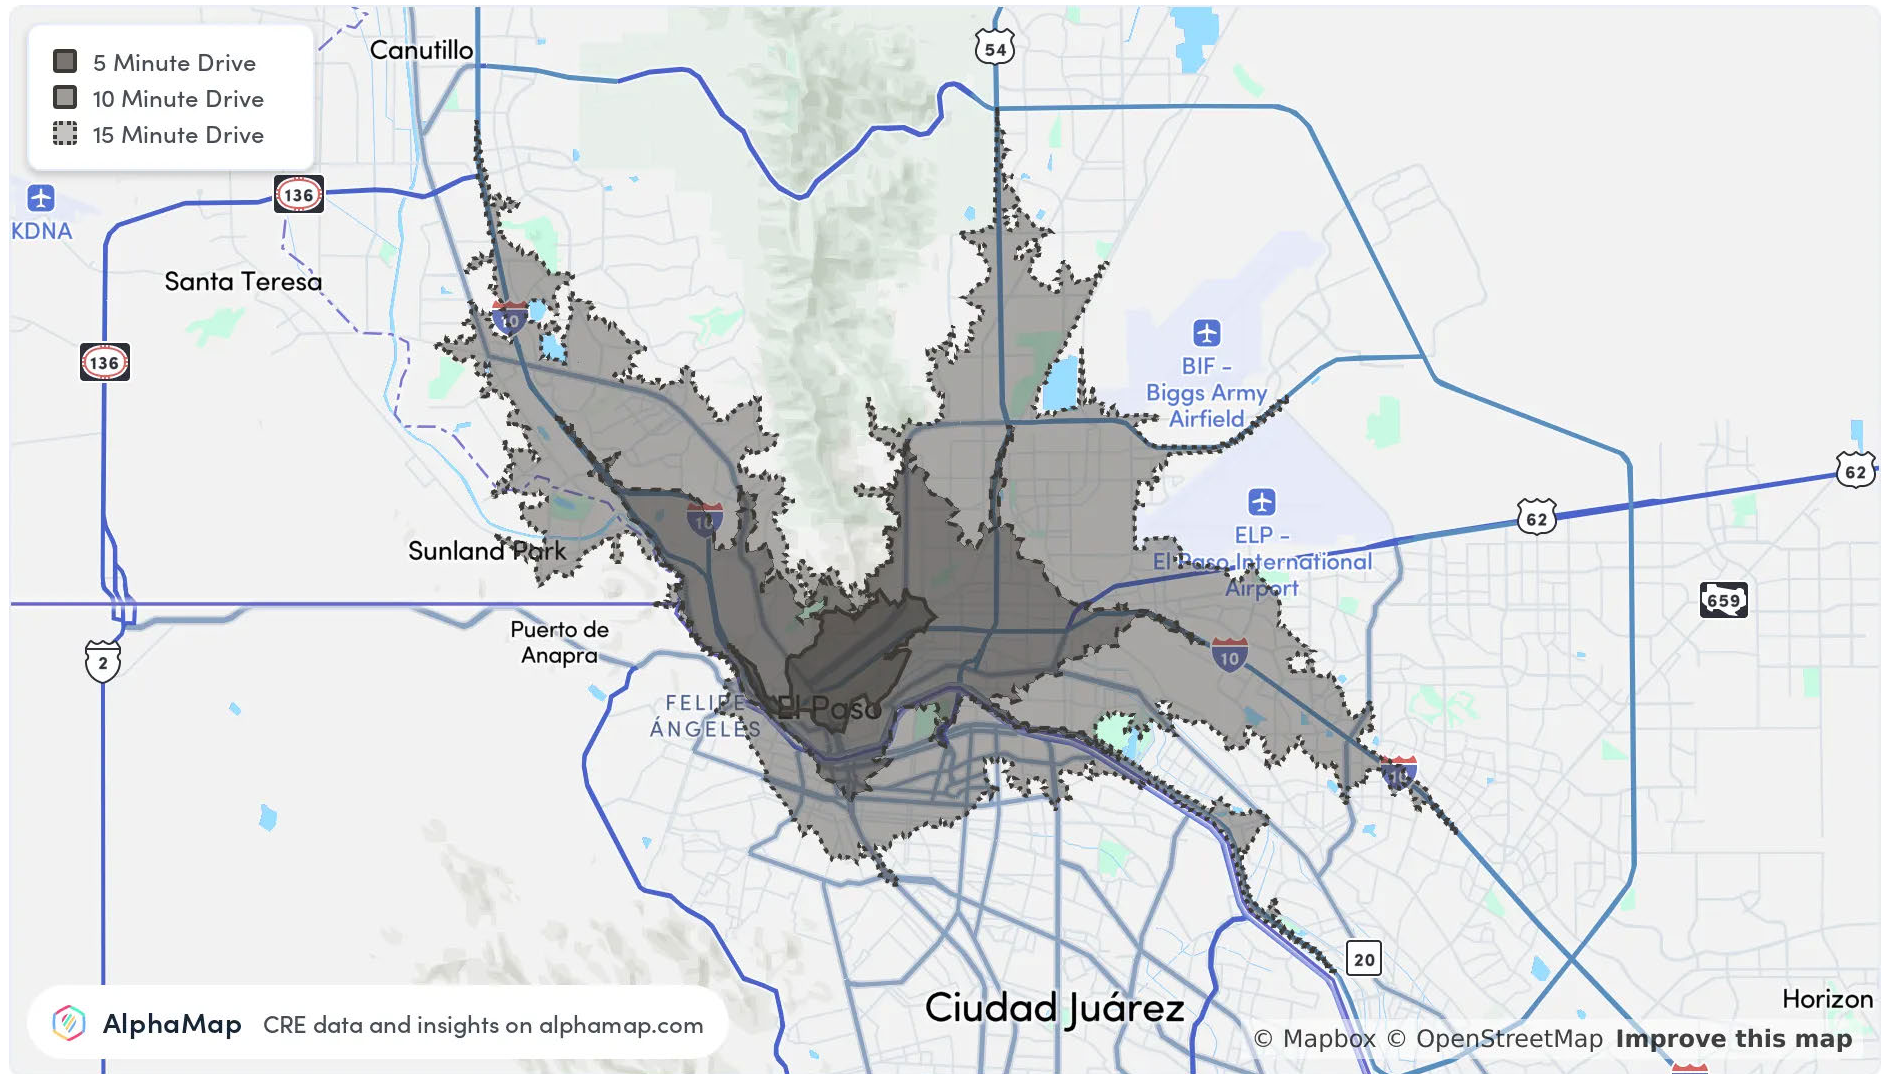 5 Minute Drive
10 Minute Drive
15 Minute Drive
Canutillo
54
136
KDNA
Santa Teresa
10
136
BIF -
Biggs Army
Airfield
62
62
10
ELP -
El Paso International
Airport
Sunland Park
659
Puerto de
Anapra
2
10
FELIPE
ÁNGELES
El Paso
10
20
Ciudad Juárez
Horizon
AlphaMap CRE data and insights on alphamap.com
© Mapbox © OpenStreetMap Improve this map